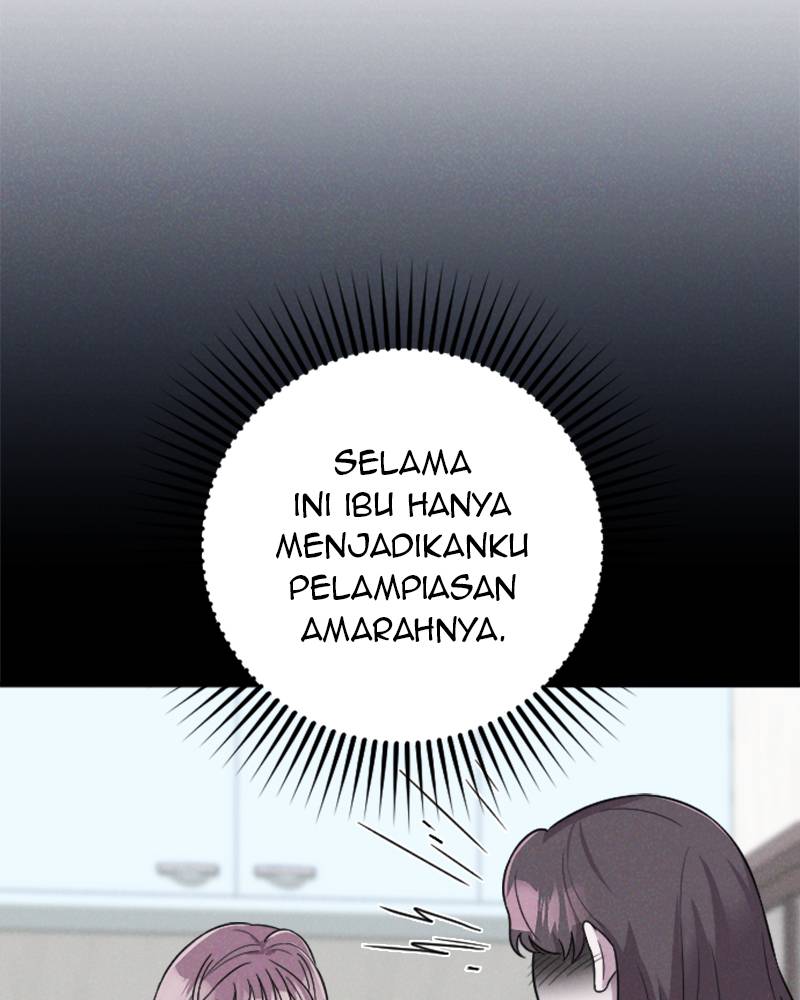 SELAMA
INI IBU HANYA
MENJADIKANKU
PELAMPIASAN
AMARAHNYA.